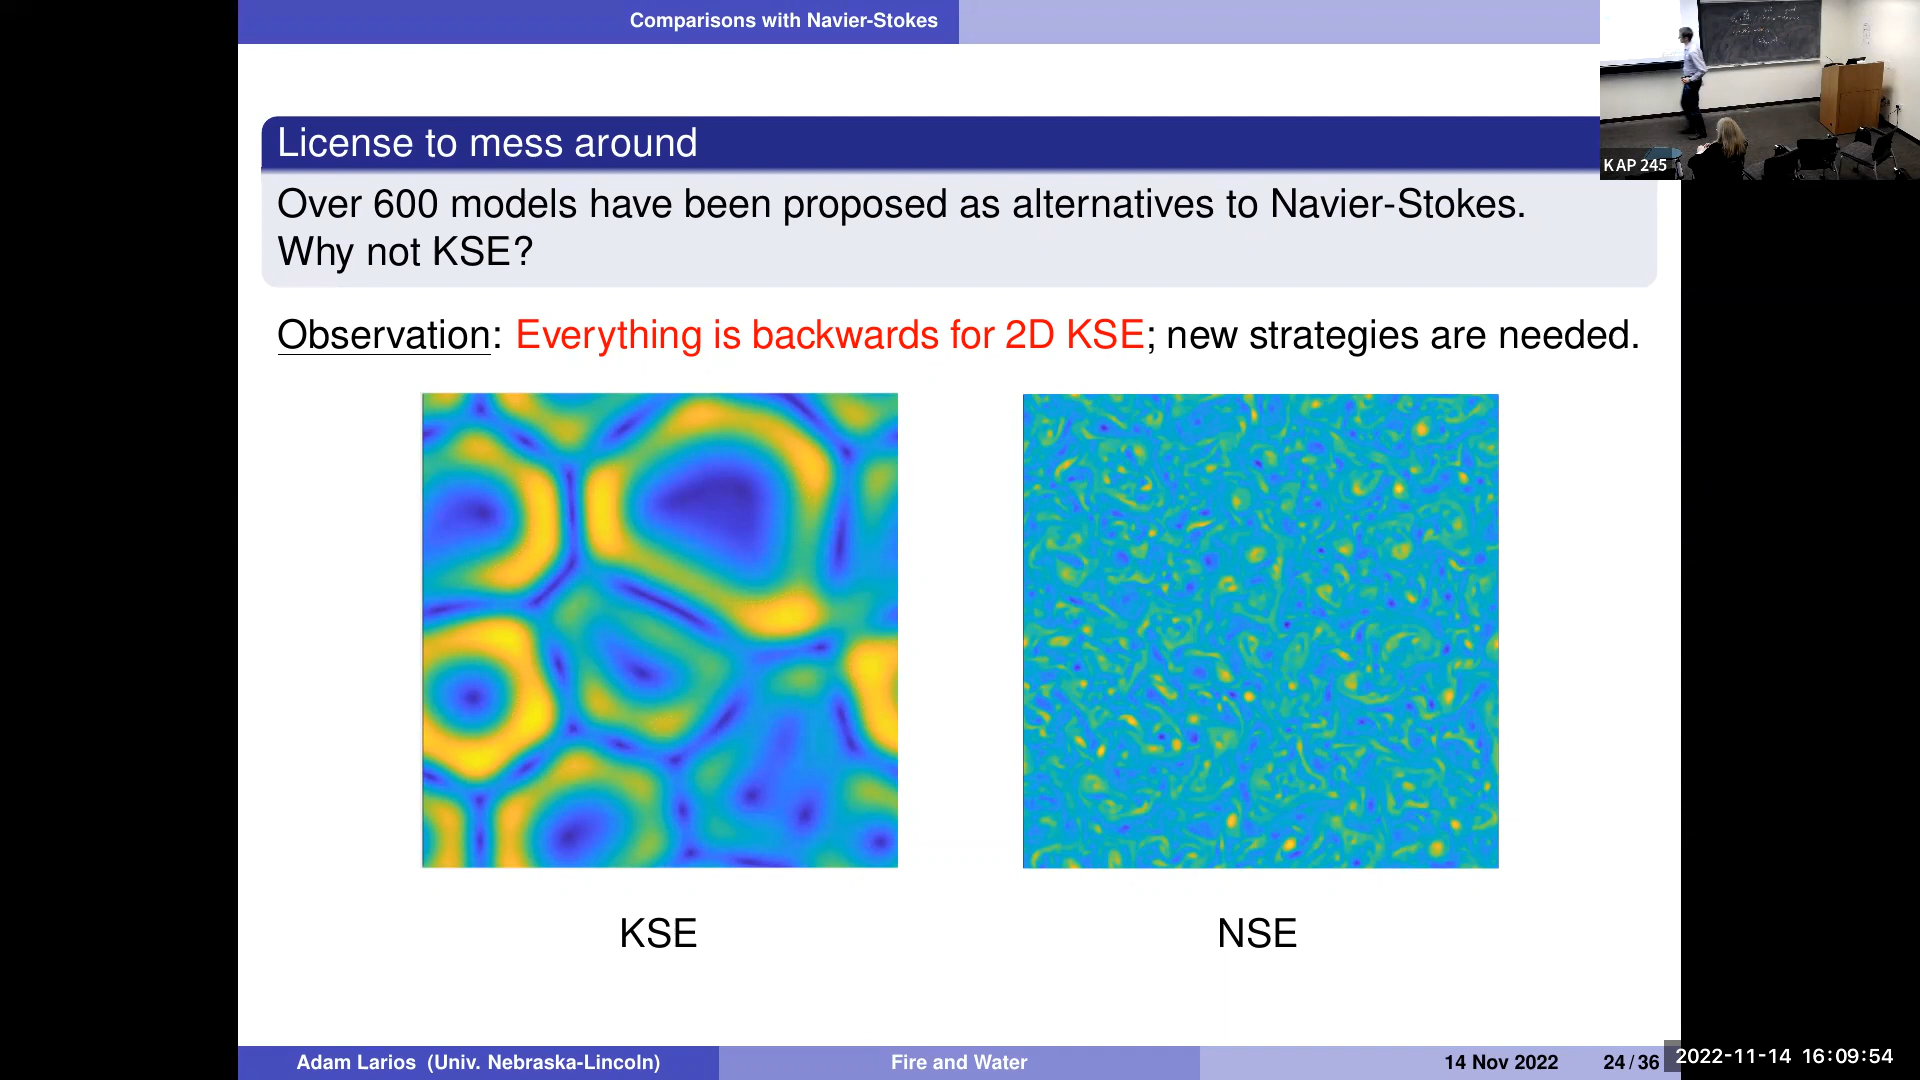 Comparisons with Navier-Stokes
License to mess around
Over 600 models have been proposed as alternatives to Navier-Stokes.
Why not KSE?
Observation: Everything is backwards for 2D KSE; new strategies are needed.
KSE
NSE
Adam Larios (Univ. Nebraska-Lincoln)
Fire and Water
14 Nov 2022
24 / 36
KAP 245
2022-11-14 16:09:54